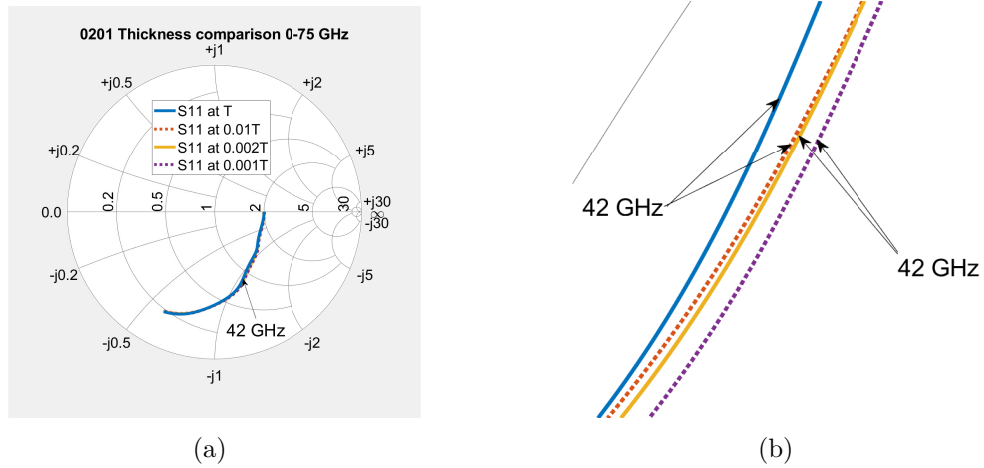 0201 Thickness comparison 0-75 GHz
+j1
+j0.5
+j2
S11 at T
S11 at 0.01T
S11 at 0.002T
S11 at 0.001T
+j0.2
+j5
0.0
0.2
0.5
1
2
5
30
+j30
-j30
∞
-j0.2
-j5
42 GHz
-j0.5
-j2
-j1
(a)
42 GHz
42 GHz
(b)